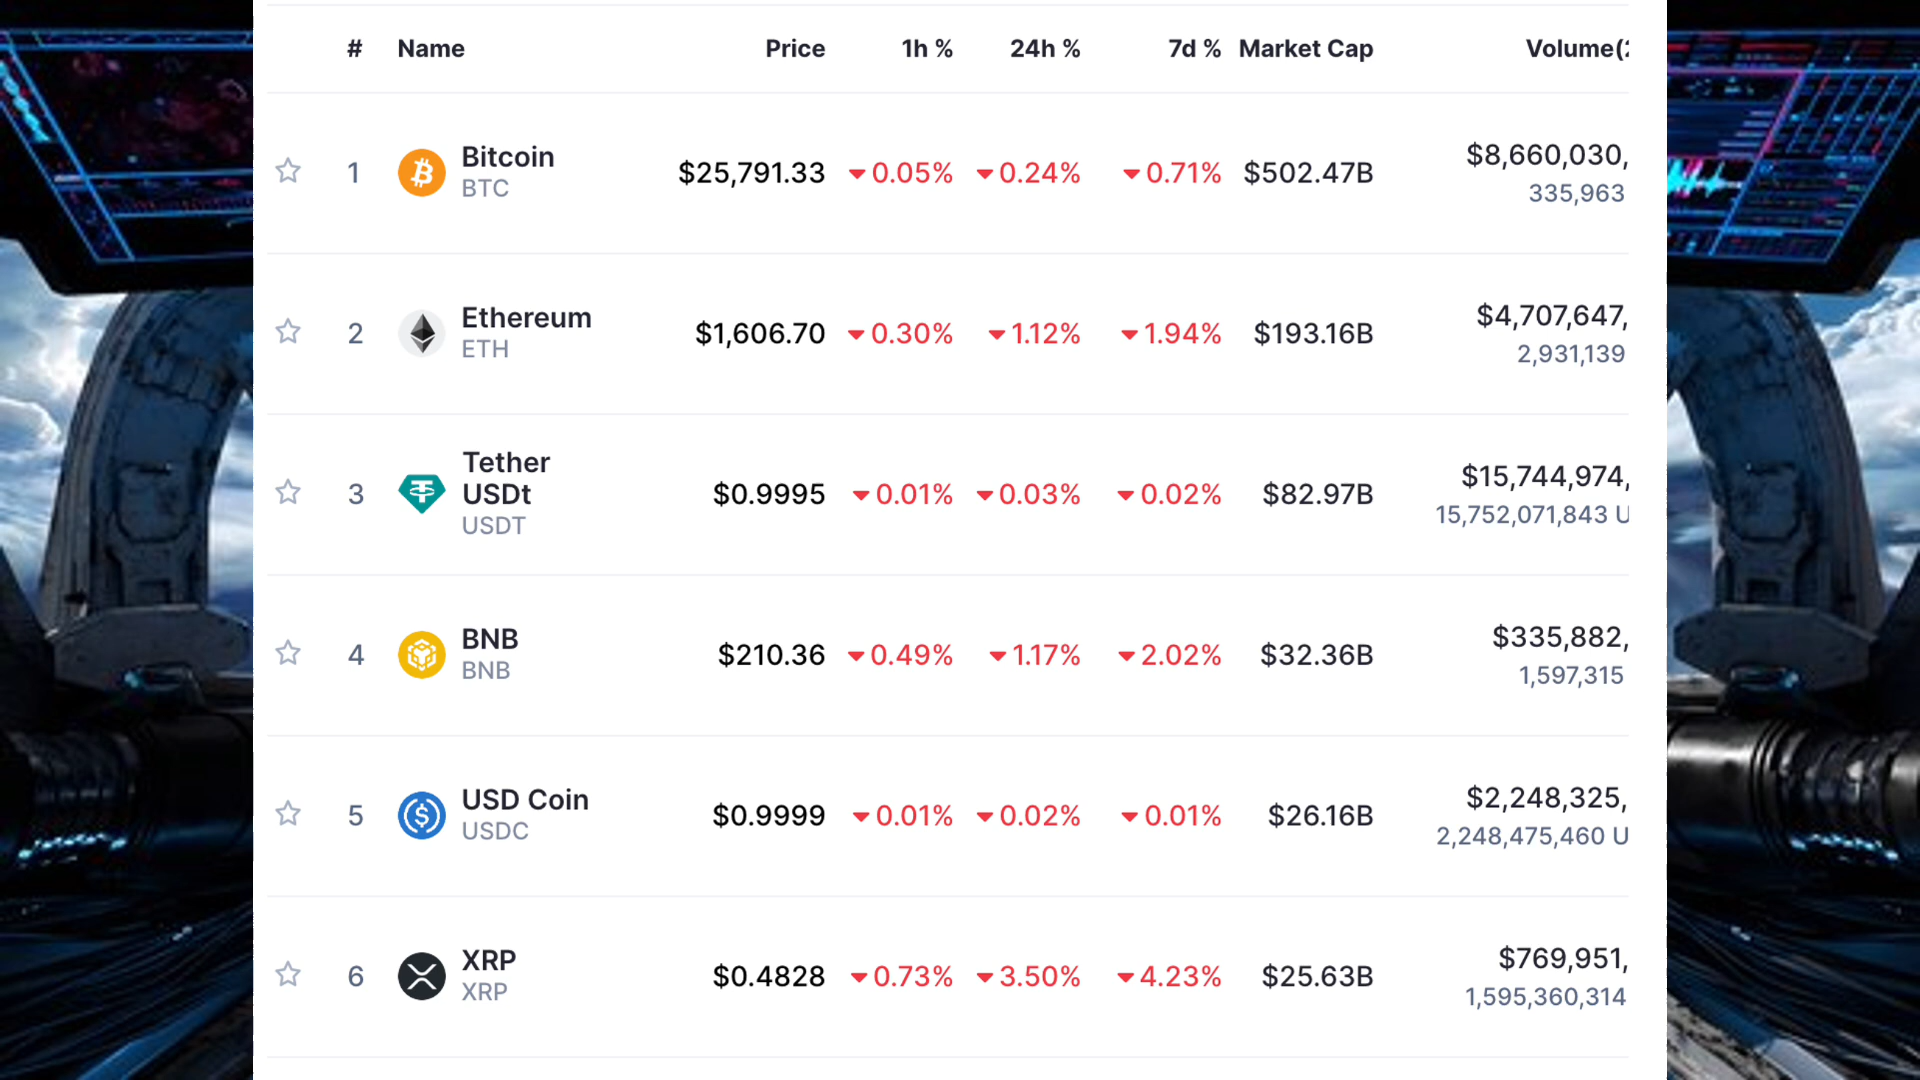 # Name Price 1h % 24h % 7d % Market Cap Volume(2
1 Bitcoin BTC $25,791.33 0.05% 0.24% 0.71% $502.47B $8,660,030,
335,963
2 Ethereum ETH $1,606.70 0.30% 1.12% 1.94% $193.16B $4,707,647,
2,931,139
3 Tether USDt USDT $0.9995 0.01% 0.03% 0.02% $82.97B $15,744,974,
15,752,071,843 U
4 BNB BNB $210.36 0.49% 1.17% 2.02% $32.36B $335,882,
1,597,315
5 USD Coin USDC $0.9999 0.01% 0.02% 0.01% $26.16B $2,248,325,
2,248,475,460 U
6 XRP XRP $0.4828 0.73% 3.50% 4.23% $25.63B $769,951,
1,595,360,314